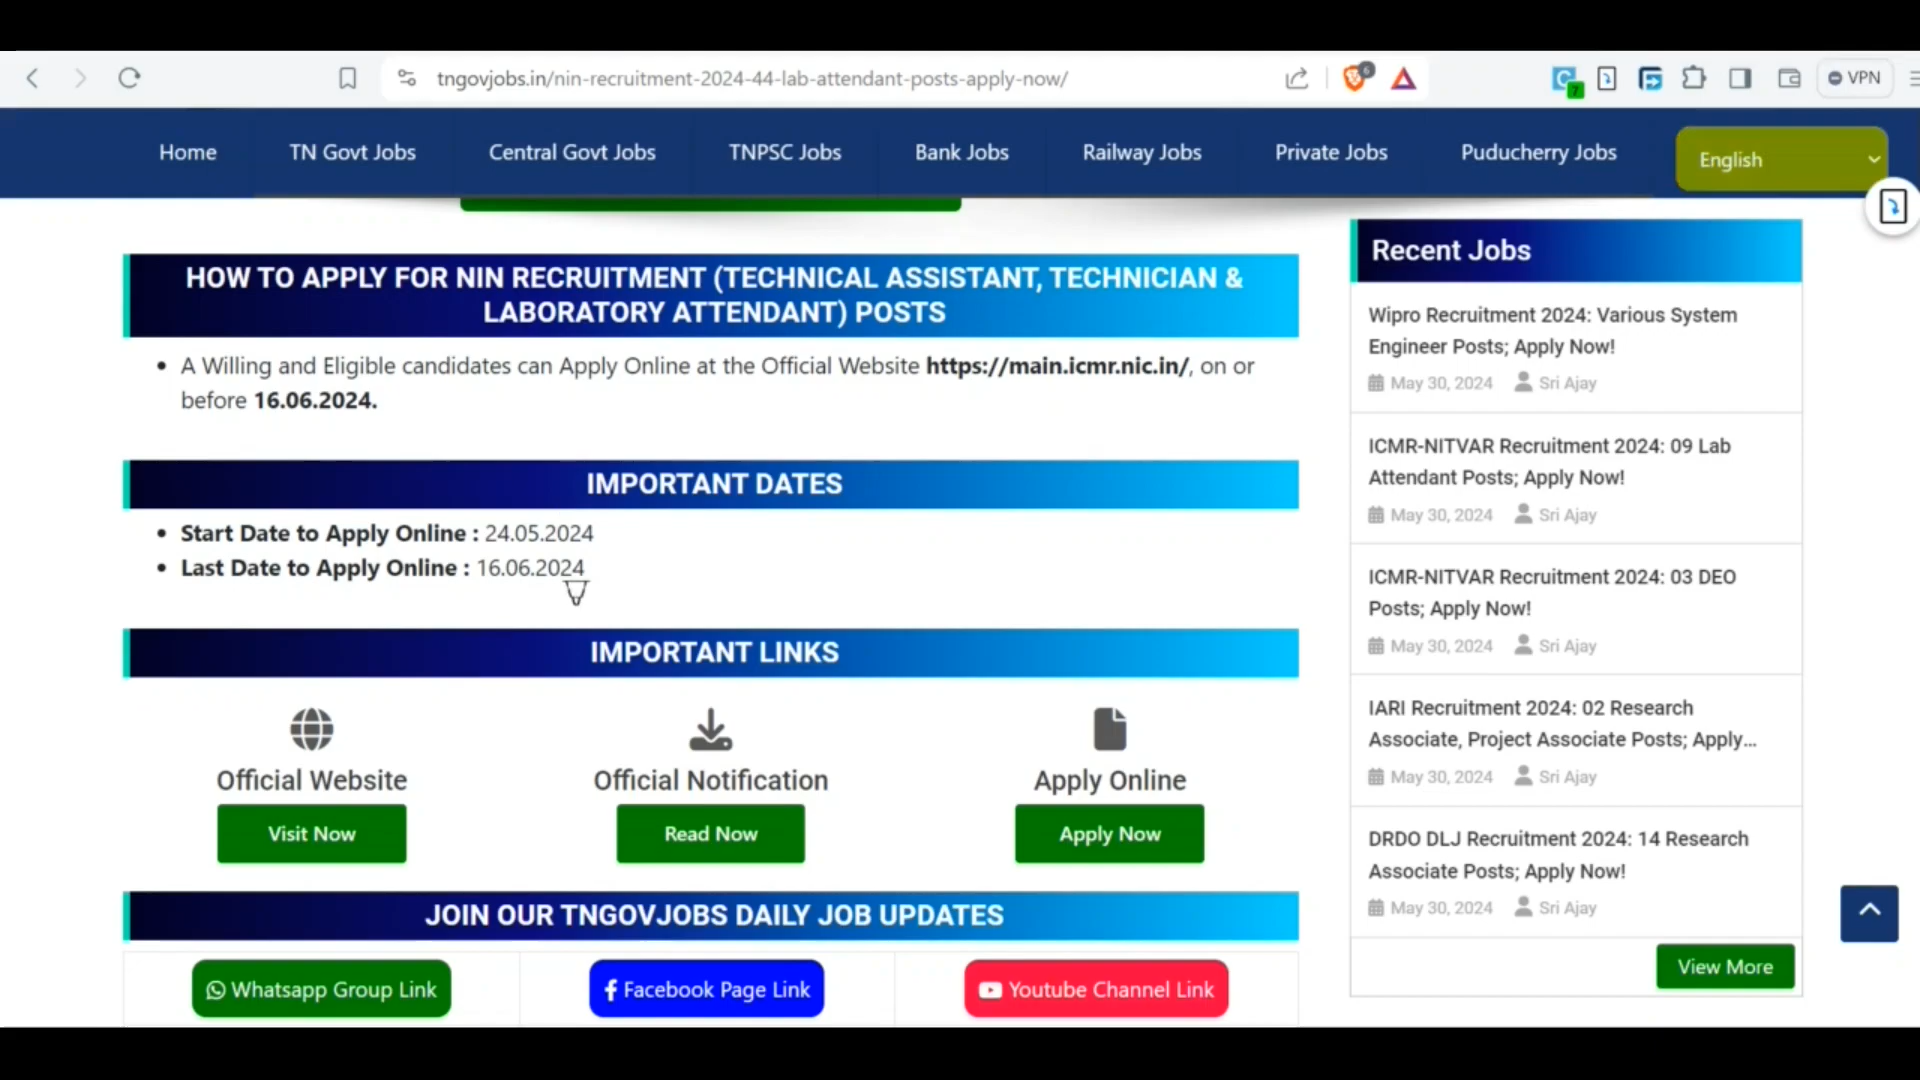 tngovjobs.in/nin-recruitment-2024-44-lab-attendant-posts-apply-now/
6
7
VPN
Home
TN Govt Jobs
Central Govt Jobs
TNPSC Jobs
Bank Jobs
Railway Jobs
Private Jobs
Puducherry Jobs
English
HOW TO APPLY FOR NIN RECRUITMENT (TECHNICAL ASSISTANT, TECHNICIAN &
LABORATORY ATTENDANT) POSTS
• A Willing and Eligible candidates can Apply Online at the Official Website https://main.icmr.nic.in/, on or
before 16.06.2024.
IMPORTANT DATES
• Start Date to Apply Online : 24.05.2024
• Last Date to Apply Online : 16.06.2024
IMPORTANT LINKS
Official Website
Official Notification
Apply Online
Visit Now
Read Now
Apply Now
JOIN OUR TNGOVJOBS DAILY JOB UPDATES
Whatsapp Group Link
Facebook Page Link
Youtube Channel Link
Recent Jobs
Wipro Recruitment 2024: Various System
Engineer Posts; Apply Now!
May 30, 2024 Sri Ajay
ICMR-NITVAR Recruitment 2024: 09 Lab
Attendant Posts; Apply Now!
May 30, 2024 Sri Ajay
ICMR-NITVAR Recruitment 2024: 03 DEO
Posts; Apply Now!
May 30, 2024 Sri Ajay
IARI Recruitment 2024: 02 Research
Associate, Project Associate Posts; Apply...
May 30, 2024 Sri Ajay
DRDO DLJ Recruitment 2024: 14 Research
Associate Posts; Apply Now!
May 30, 2024 Sri Ajay
View More